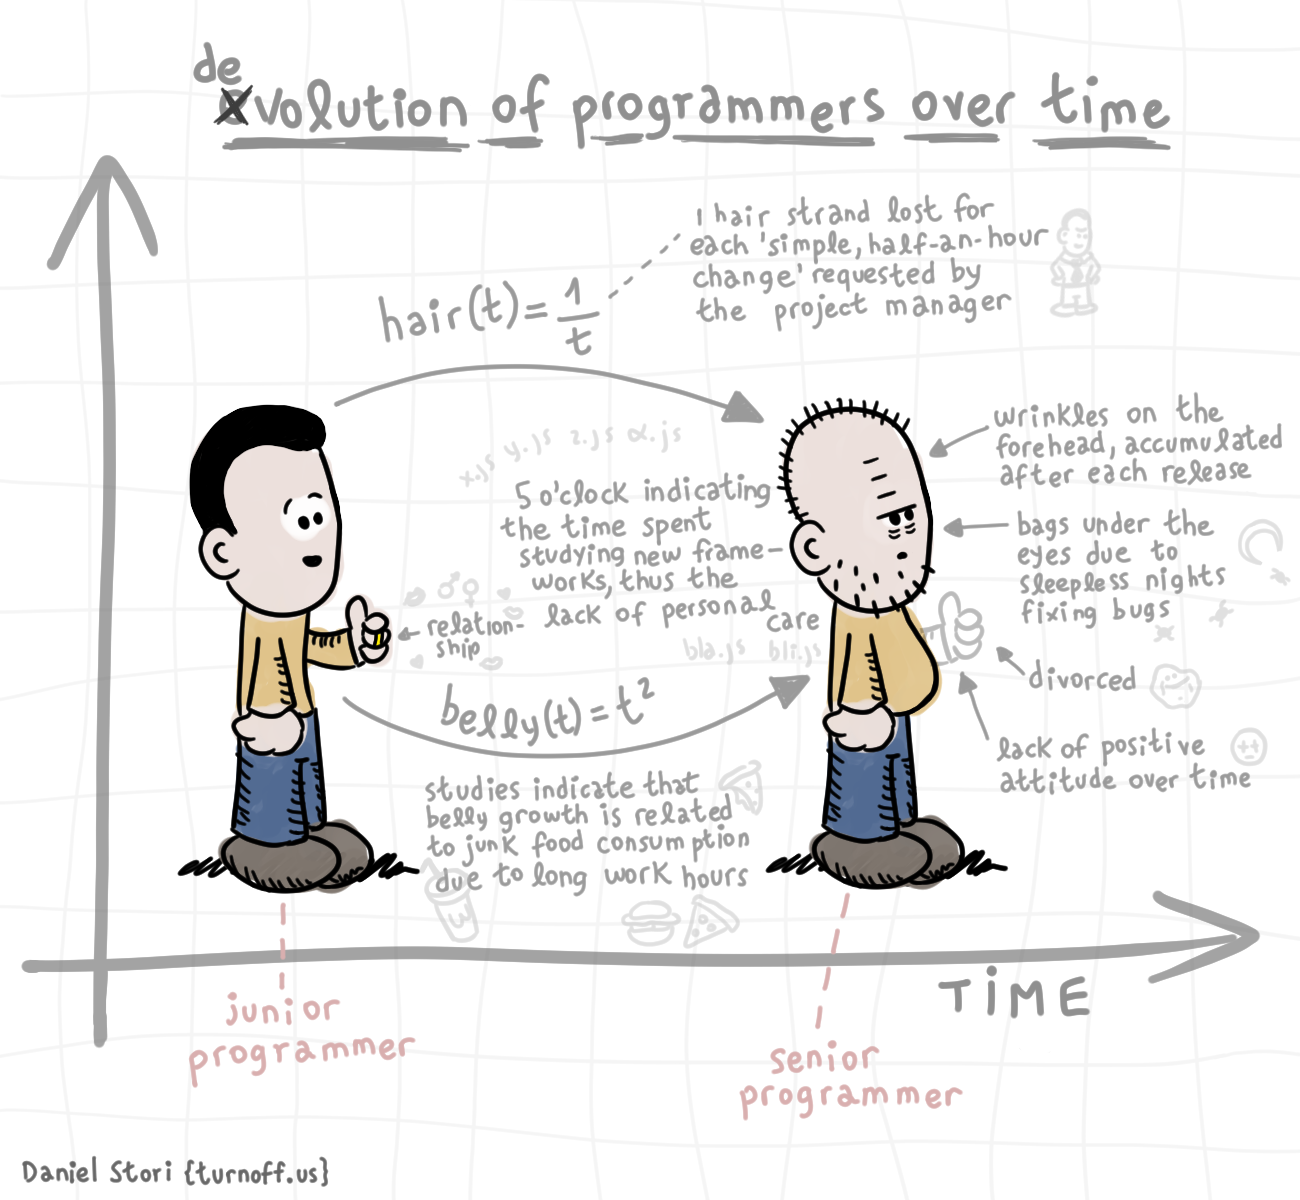 de
evolution of programmers over time
1 hair strand lost for
each 'simple, half-an-hour
change' requested by
the project manager
hair(t)= 1
t
x.js y.js z.js α.js
5 o'clock indicating
the time spent
studying new frame-
works, thus the
lack of personal
care
bla.js bli.js
wrinkles on the
forehead, accumulated
after each release
bags under the
eyes due to
sleepless nights
fixing bugs
relation-
ship
divorced
belly(t)=t²
lack of positive
attitude over time
studies indicate that
belly growth is related
to junk food consumption
due to long work hours
TiME
junior
programmer
senior
programmer
Daniel Stori {turnoff.us}